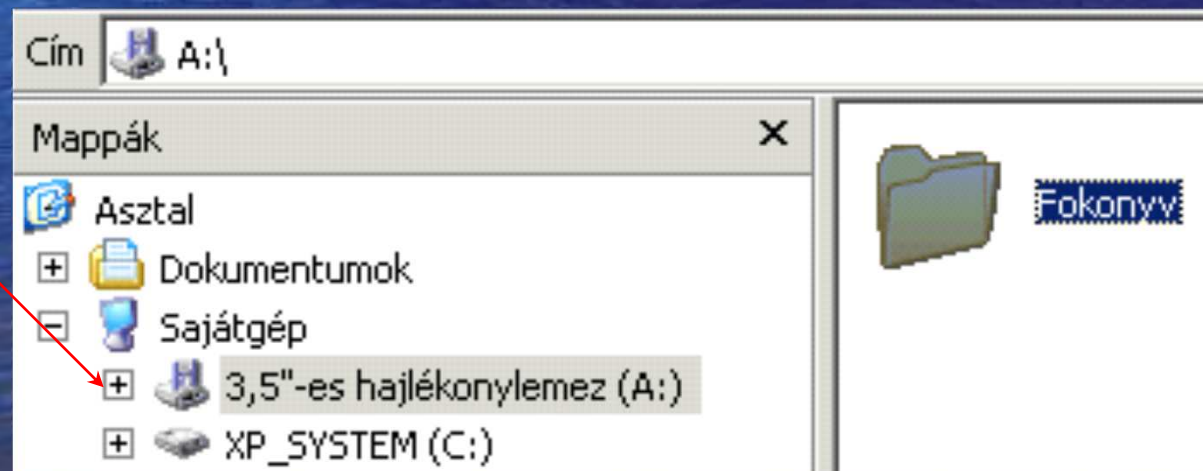 Cím A:\
Mappák
Asztal
Dokumentumok
Sajátgép
3,5"-es hajlékonylemez (A:)
XP_SYSTEM (C:)
Fokonyv